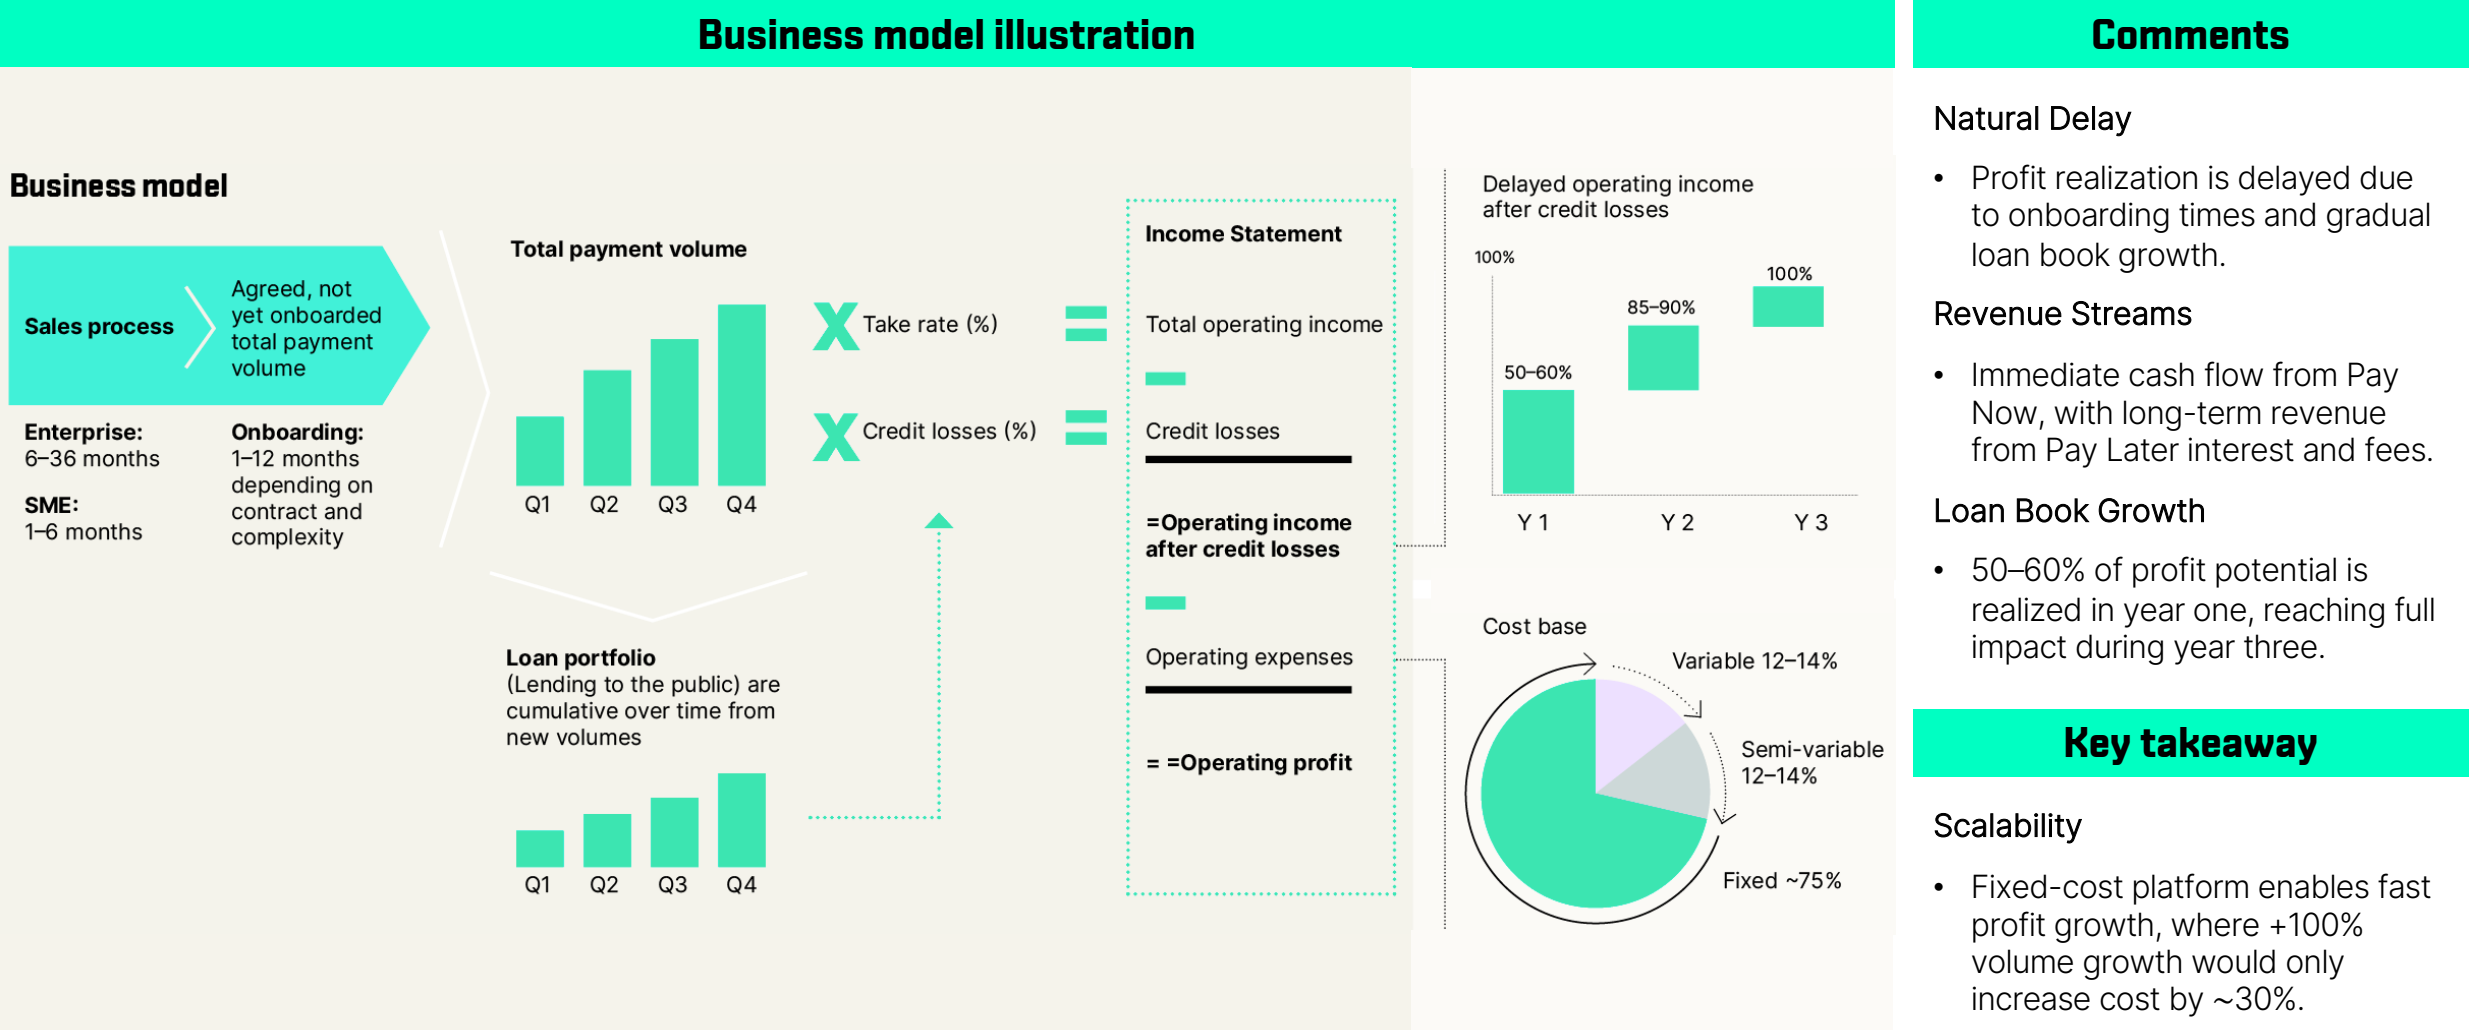 Business model illustration
Business model
Sales process
Agreed, not
yet onboarded
total payment
volume
Enterprise:
6–36 months
SME:
1–6 months
Onboarding:
1–12 months
depending on
contract and
complexity
Total payment volume
Q1 Q2 Q3 Q4
Loan portfolio
(Lending to the public) are
cumulative over time from
new volumes
Q1 Q2 Q3 Q4
X Take rate (%) =
X Credit losses (%) =
Income Statement
Total operating income
–
Credit losses
=Operating income
after credit losses
–
Operating expenses
= =Operating profit
Delayed operating income
after credit losses
100%
50–60%
85–90%
100%
Y 1 Y 2 Y 3
Cost base
Variable 12–14%
Semi-variable
12–14%
Fixed ~75%
Comments
Natural Delay
• Profit realization is delayed due
to onboarding times and gradual
loan book growth.
Revenue Streams
• Immediate cash flow from Pay
Now, with long-term revenue
from Pay Later interest and fees.
Loan Book Growth
• 50–60% of profit potential is
realized in year one, reaching full
impact during year three.
Key takeaway
Scalability
• Fixed-cost platform enables fast
profit growth, where +100%
volume growth would only
increase cost by ~30%.